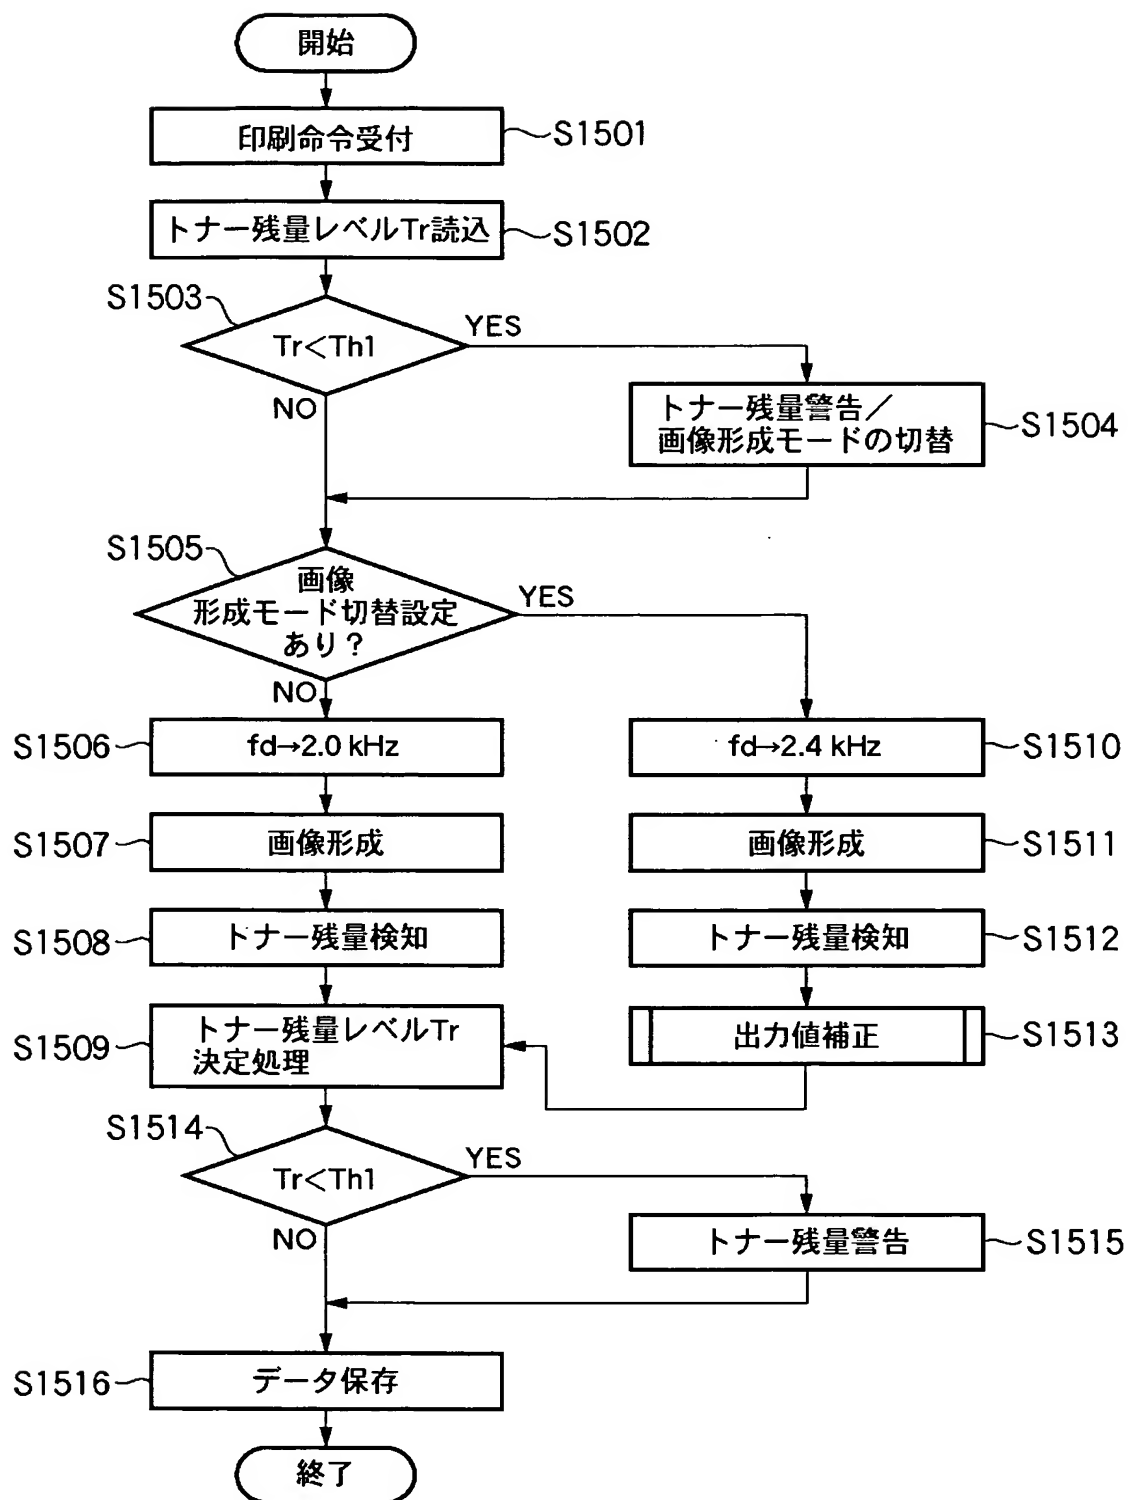 開始
印刷命令受付
S1501
トナー残量レベルTr読込
S1502
S1503
Tr<Th1
YES
NO
トナー残量警告/
画像形成モードの切替
S1504
S1505
画像
形成モード切替設定
あり?
YES
NO
S1506
fd→2.0 kHz
fd→2.4 kHz
S1510
S1507
画像形成
画像形成
S1511
S1508
トナー残量検知
トナー残量検知
S1512
S1509
トナー残量レベルTr
決定処理
出力値補正
S1513
S1514
Tr<Th1
YES
NO
トナー残量警告
S1515
S1516
データ保存
終了